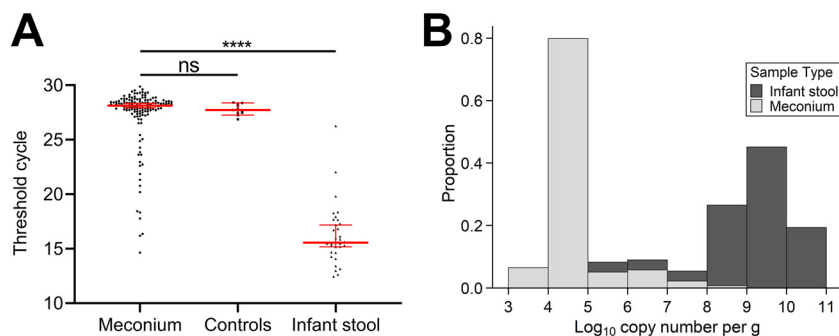 A
****
ns
30
25
20
15
10
Threshold cycle
Meconium Controls Infant stool
B
0.8
0.6
0.4
0.2
0.0
Proportion
Sample Type
Infant stool
Meconium
3 4 5 6 7 8 9 10 11
Log10 copy number per g